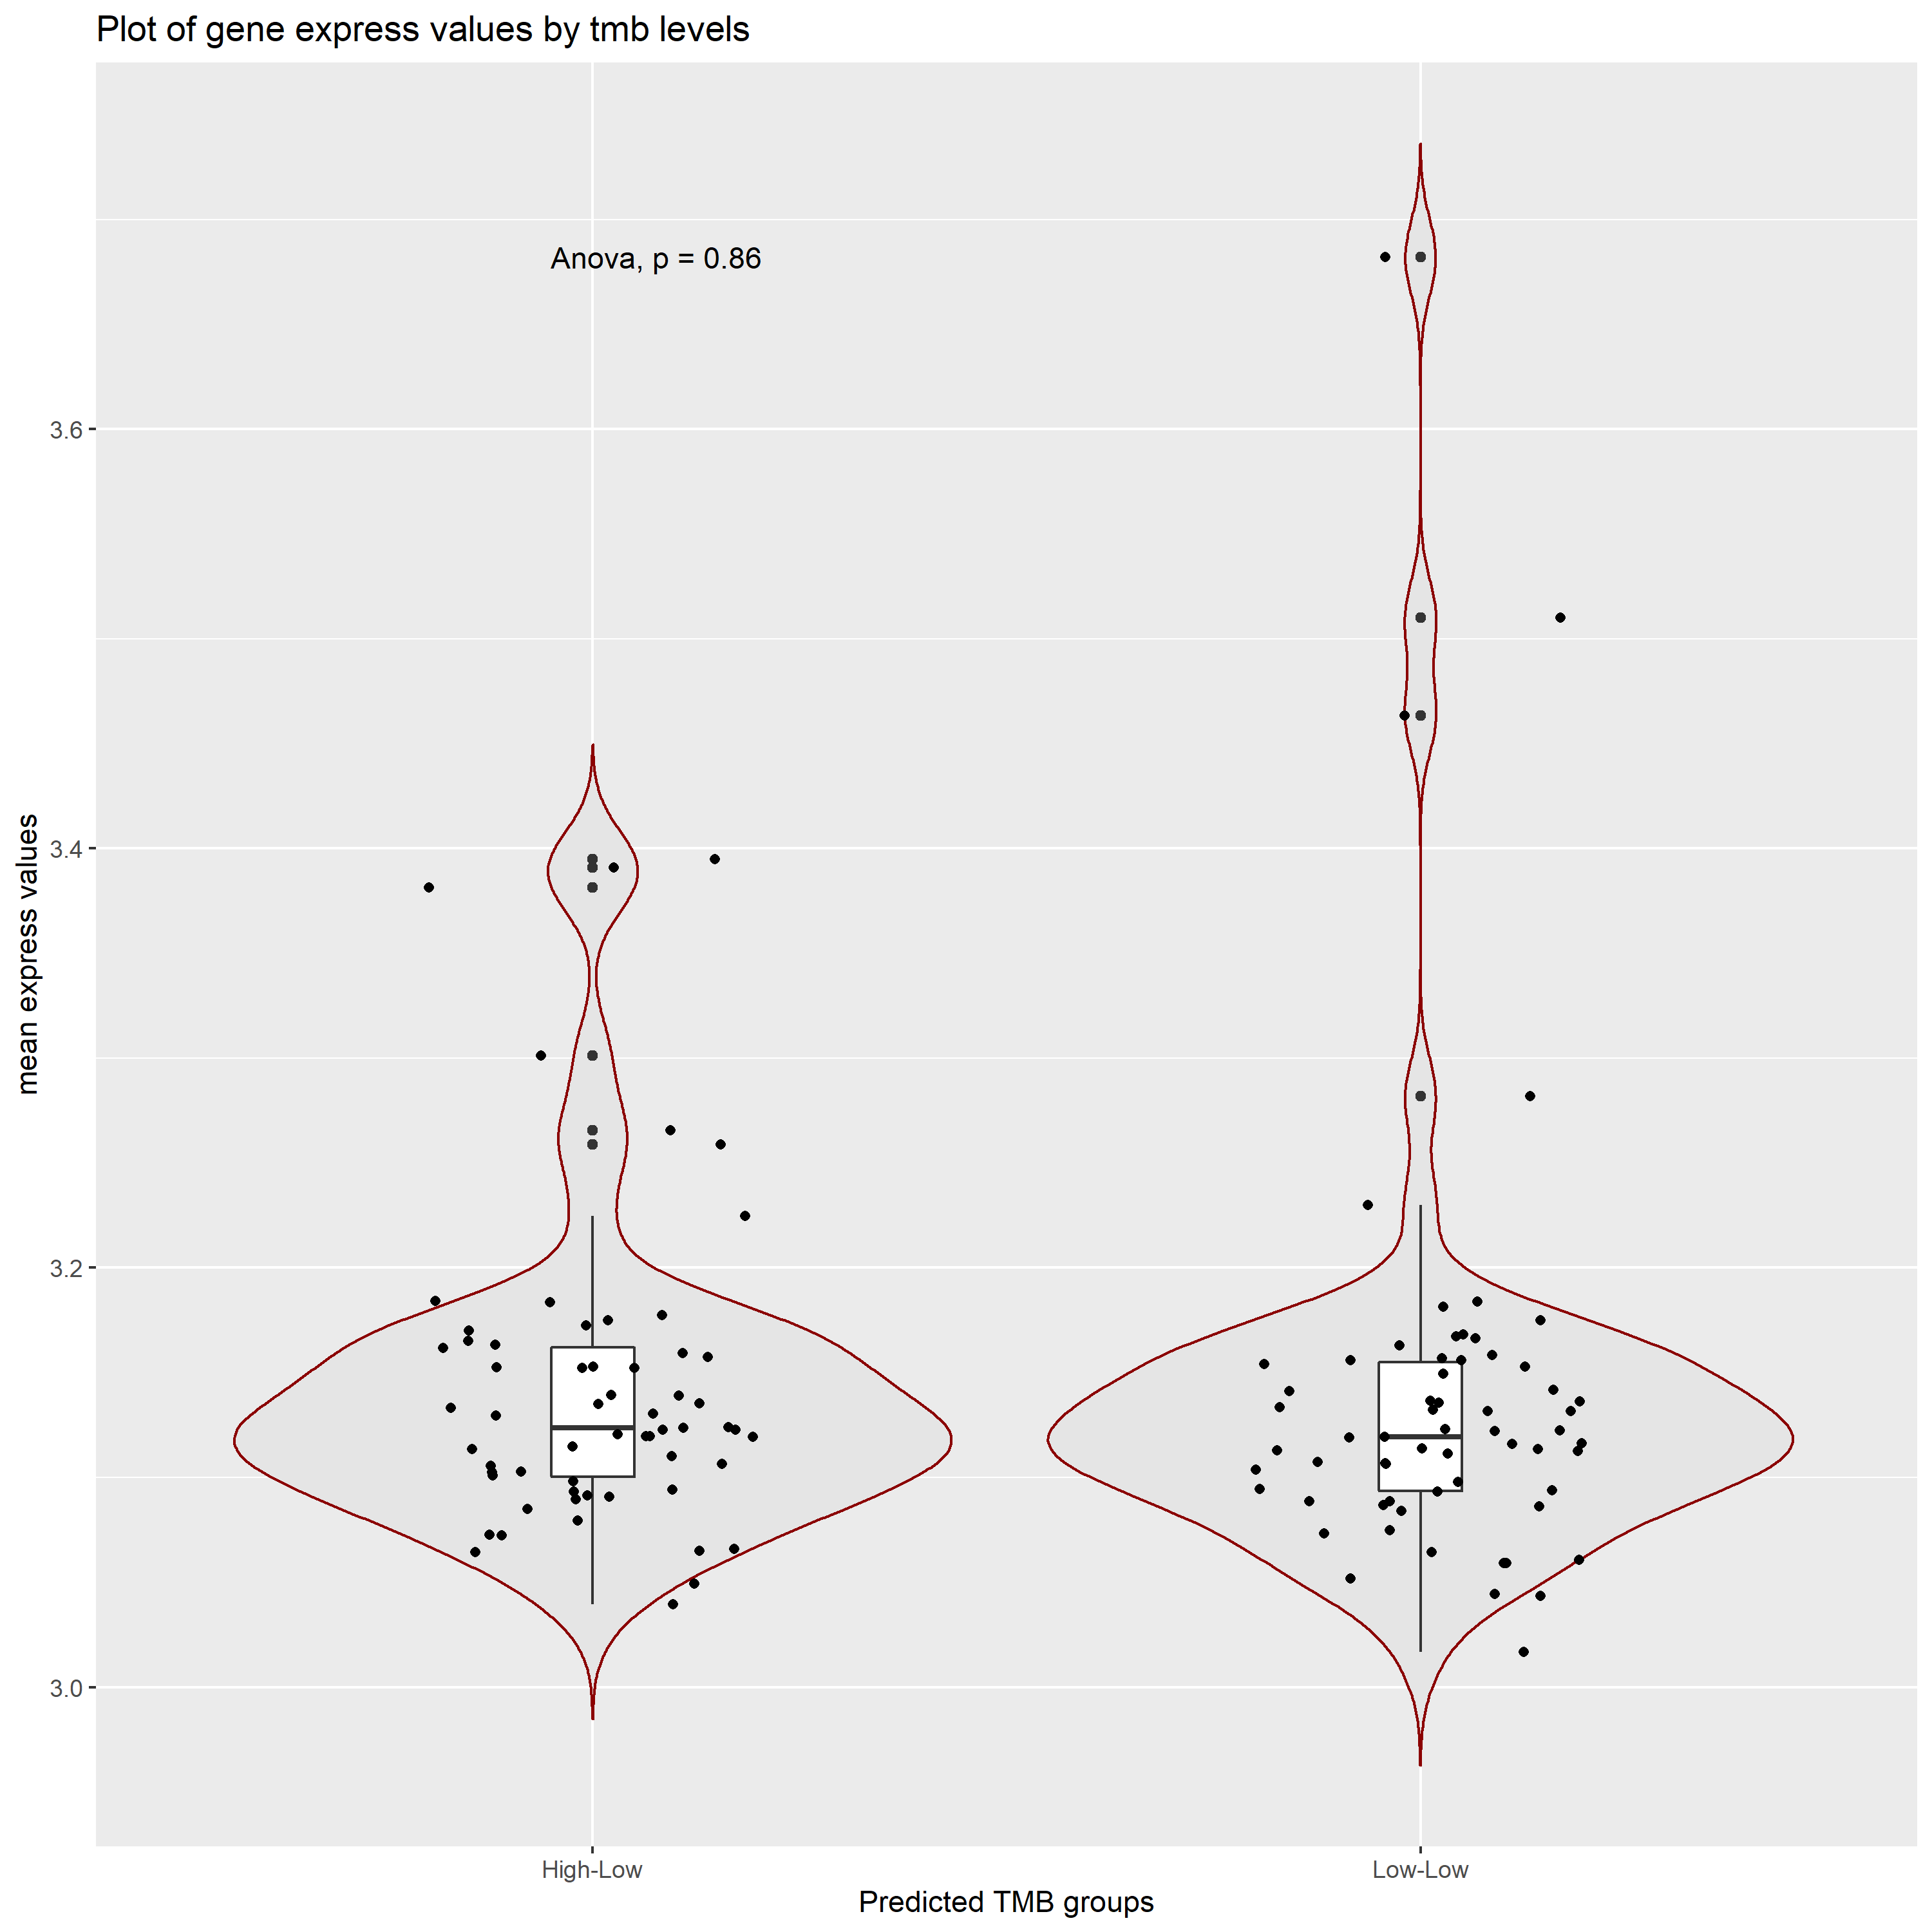 Plot of gene express values by tmb levels
Anova, p = 0.86
3.6
3.4
3.2
3.0
mean express values
High-Low
Low-Low
Predicted TMB groups